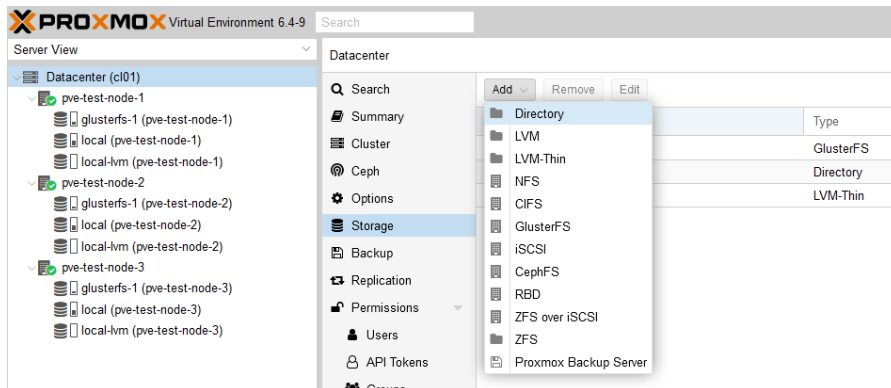 PROXMOX Virtual Environment 6.4-9 Search
Server View
Datacenter (cl01)
pve-test-node-1
glusterfs-1 (pve-test-node-1)
local (pve-test-node-1)
local-lvm (pve-test-node-1)
pve-test-node-2
glusterfs-1 (pve-test-node-2)
local (pve-test-node-2)
local-lvm (pve-test-node-2)
pve-test-node-3
glusterfs-1 (pve-test-node-3)
local (pve-test-node-3)
local-lvm (pve-test-node-3)
Datacenter
Search
Summary
Cluster
Ceph
Options
Storage
Backup
Replication
Permissions
Users
API Tokens
Groups
Add Remove Edit
Directory
LVM
LVM-Thin
NFS
CIFS
GlusterFS
iSCSI
CephFS
RBD
ZFS over iSCSI
ZFS
Proxmox Backup Server
Type
GlusterFS
Directory
LVM-Thin